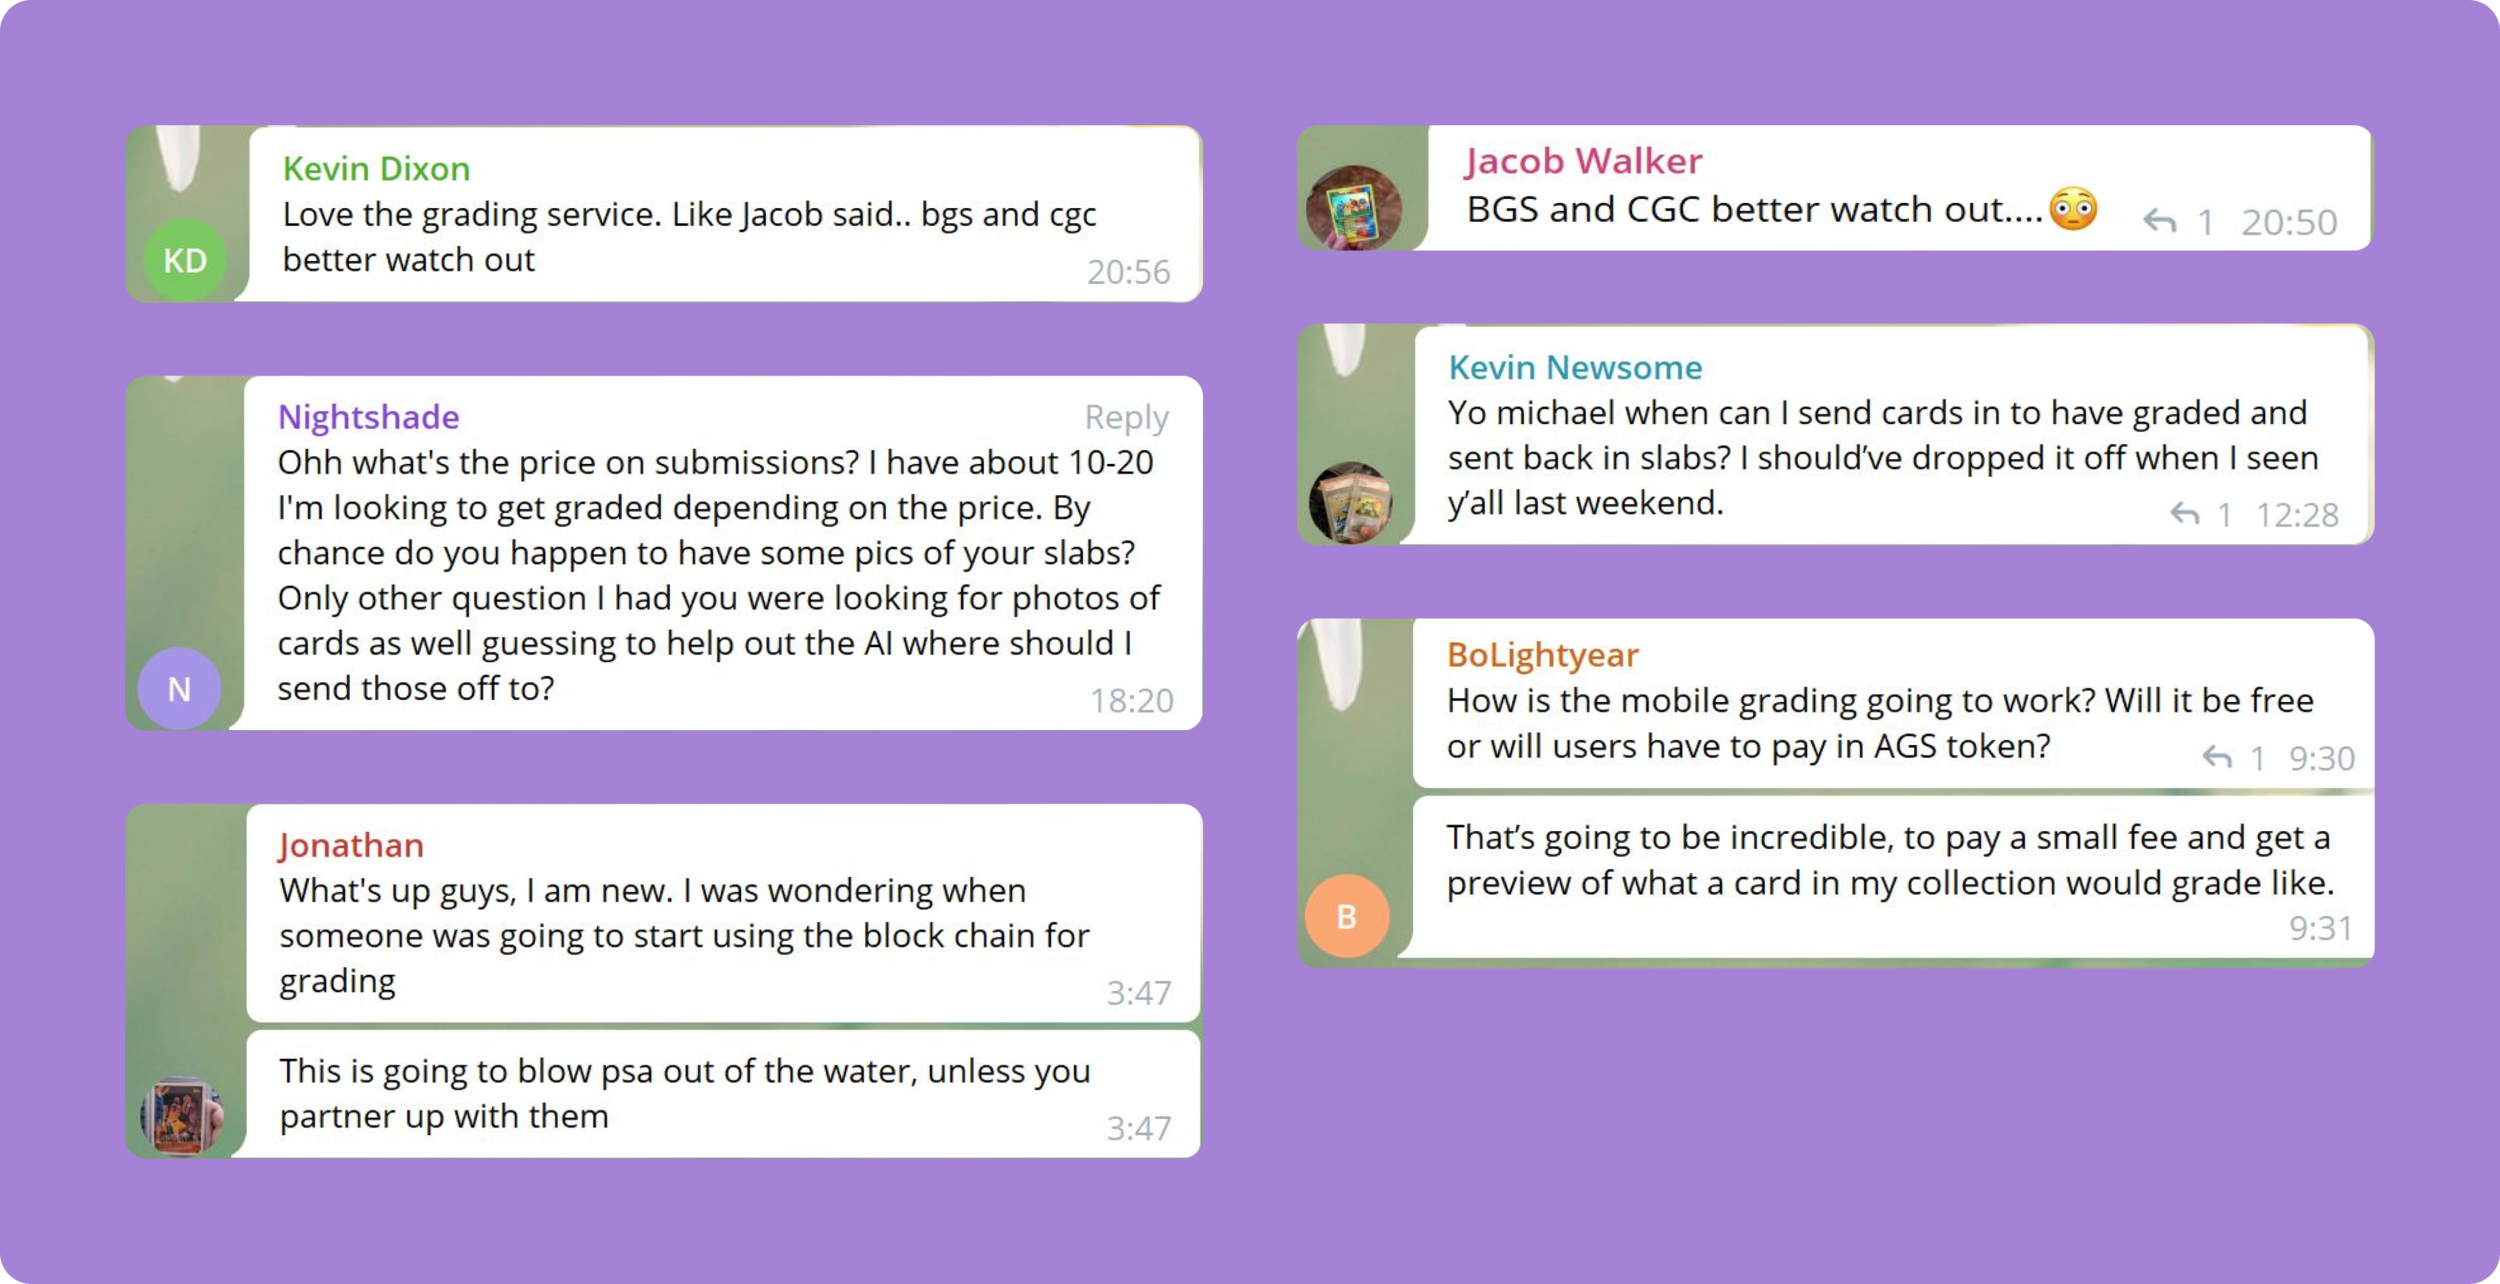 Kevin Dixon
Love the grading service. Like Jacob said.. bgs and cgc
better watch out
20:56
KD
Nightshade
Reply
Ohh what's the price on submissions? I have about 10-20
I'm looking to get graded depending on the price. By
chance do you happen to have some pics of your slabs?
Only other question I had you were looking for photos of
cards as well guessing to help out the AI where should I
send those off to?
18:20
N
Jonathan
What's up guys, I am new. I was wondering when
someone was going to start using the block chain for
grading
3:47
This is going to blow psa out of the water, unless you
partner up with them
3:47
Jacob Walker
BGS and CGC better watch out....😳
1 20:50
Kevin Newsome
Yo michael when can I send cards in to have graded and
sent back in slabs? I should’ve dropped it off when I seen
y’all last weekend.
1 12:28
BoLightyear
How is the mobile grading going to work? Will it be free
or will users have to pay in AGS token?
1 9:30
That’s going to be incredible, to pay a small fee and get a
preview of what a card in my collection would grade like.
9:31
B